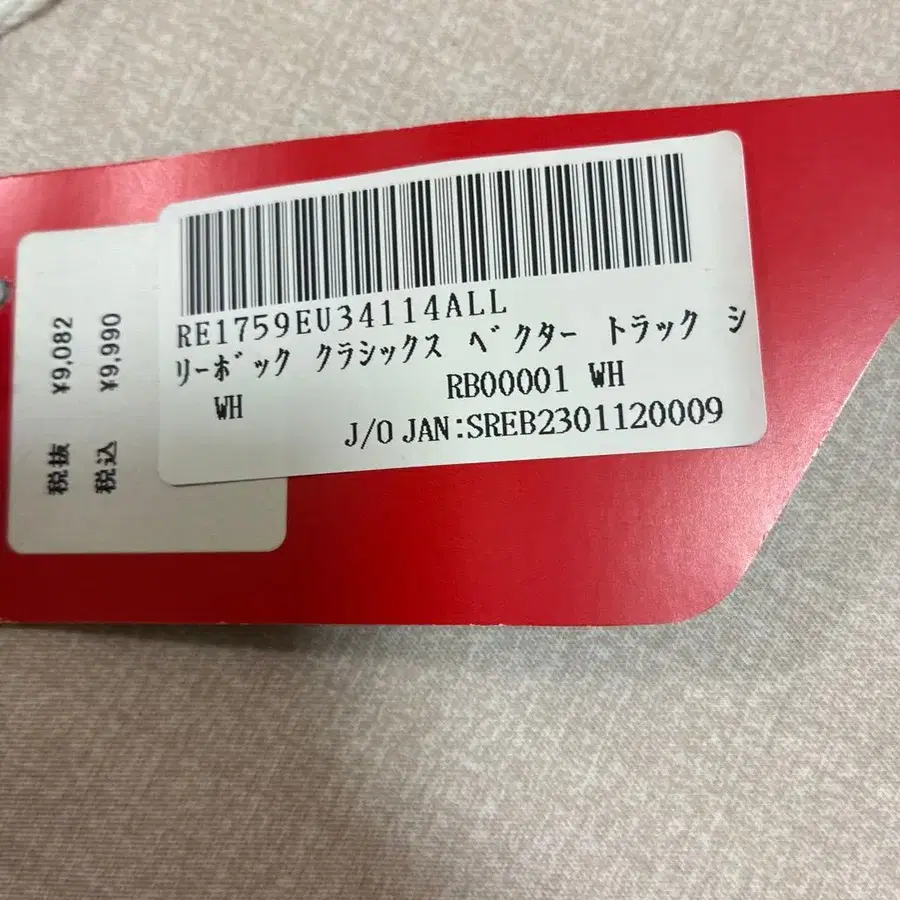 RE1759EU34114ALL
リーボック クラシックス ベクター トラック シ
WH RB00001 WH
J/O JAN:SREB2301120009
税抜 ¥9,082
税込 ¥9,990